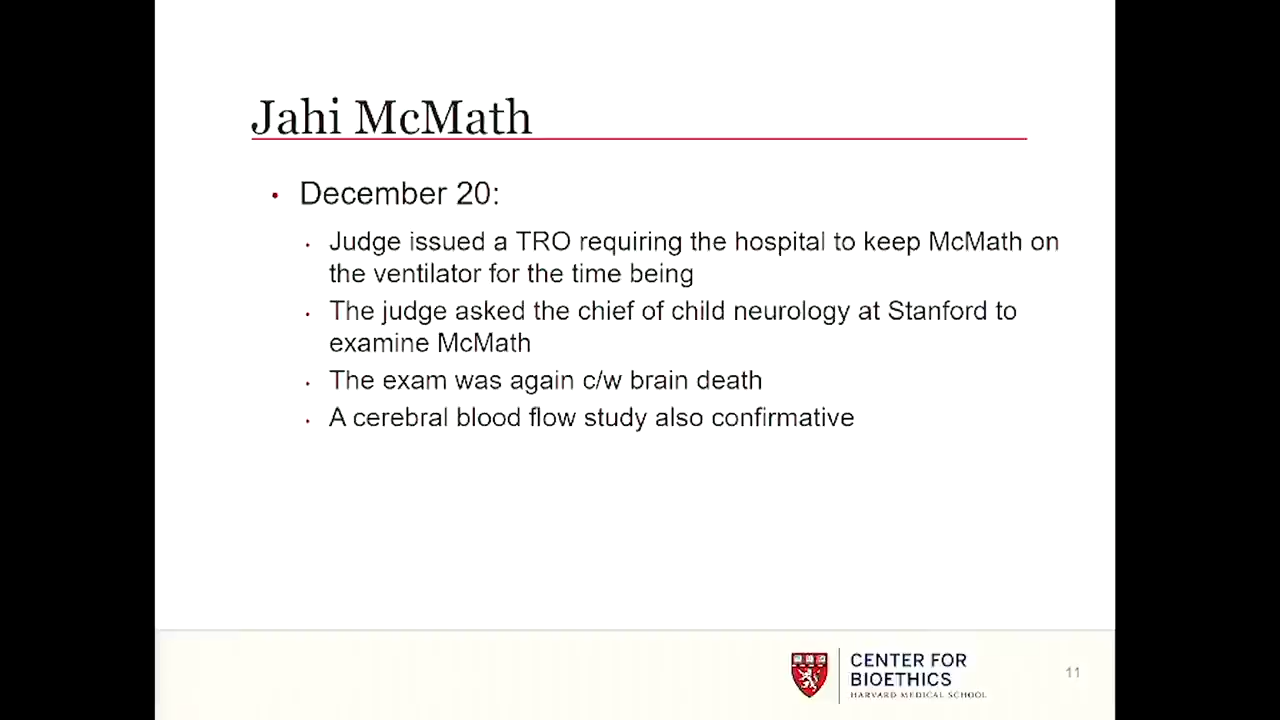 Jahi McMath
• December 20:
• Judge issued a TRO requiring the hospital to keep McMath on
the ventilator for the time being
• The judge asked the chief of child neurology at Stanford to
examine McMath
• The exam was again c/w brain death
• A cerebral blood flow study also confirmative
CENTER FOR
BIOETHICS
HARVARD MEDICAL SCHOOL
11